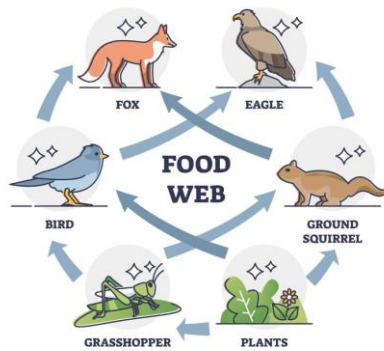 FOX
EAGLE
FOOD
WEB
BIRD
GROUND
SQUIRREL
GRASSHOPPER
PLANTS